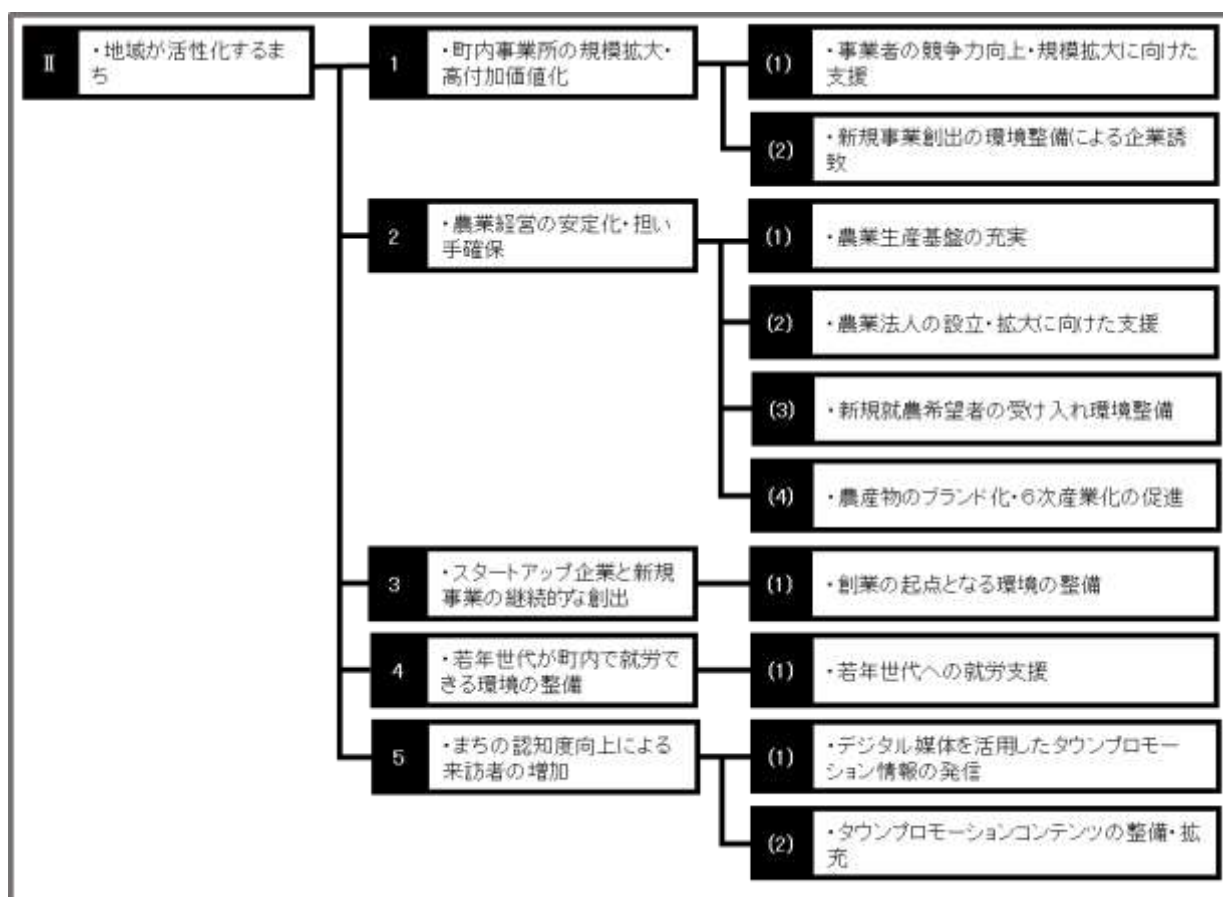 Ⅱ
・地域が活性化するま
ち
1
・町内事業所の規模拡大・
高付加価値化
(1)
・事業者の競争力向上・規模拡大に向けた
支援
(2)
・新規事業創出の環境整備による企業誘
致
2
・農業経営の安定化・担い
手確保
(1)
・農業生産基盤の充実
(2)
・農業法人の設立・拡大に向けた支援
(3)
・新規就農希望者の受け入れ環境整備
(4)
・農産物のブランド化・6次産業化の促進
3
・スタートアップ企業と新規
事業の継続的な創出
(1)
・創業の起点となる環境の整備
4
・若年世代が町内で就労で
きる環境の整備
(1)
・若年世代への就労支援
5
・まちの認知度向上による
来訪者の増加
(1)
・デジタル媒体を活用したタウンプロモー
ション情報の発信
(2)
・タウンプロモーションコンテンツの整備・拡
充